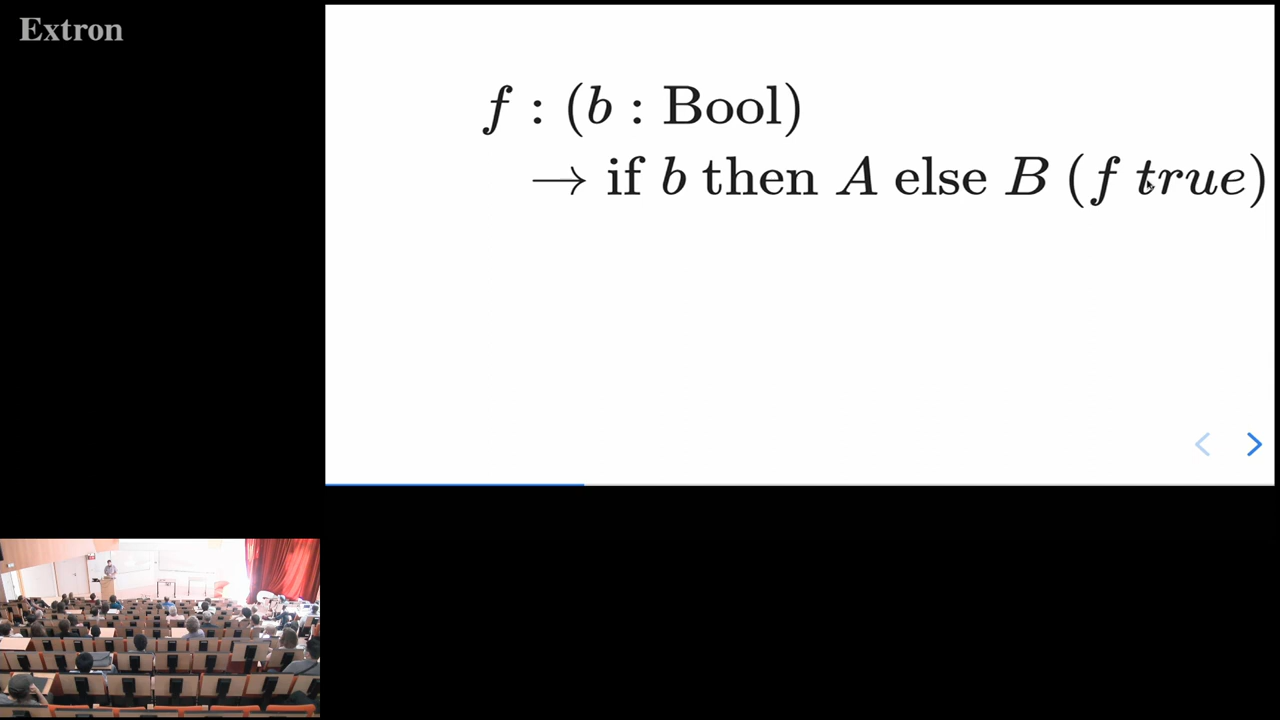 Extron
f : (b : Bool)
→ if b then A else B (f true)